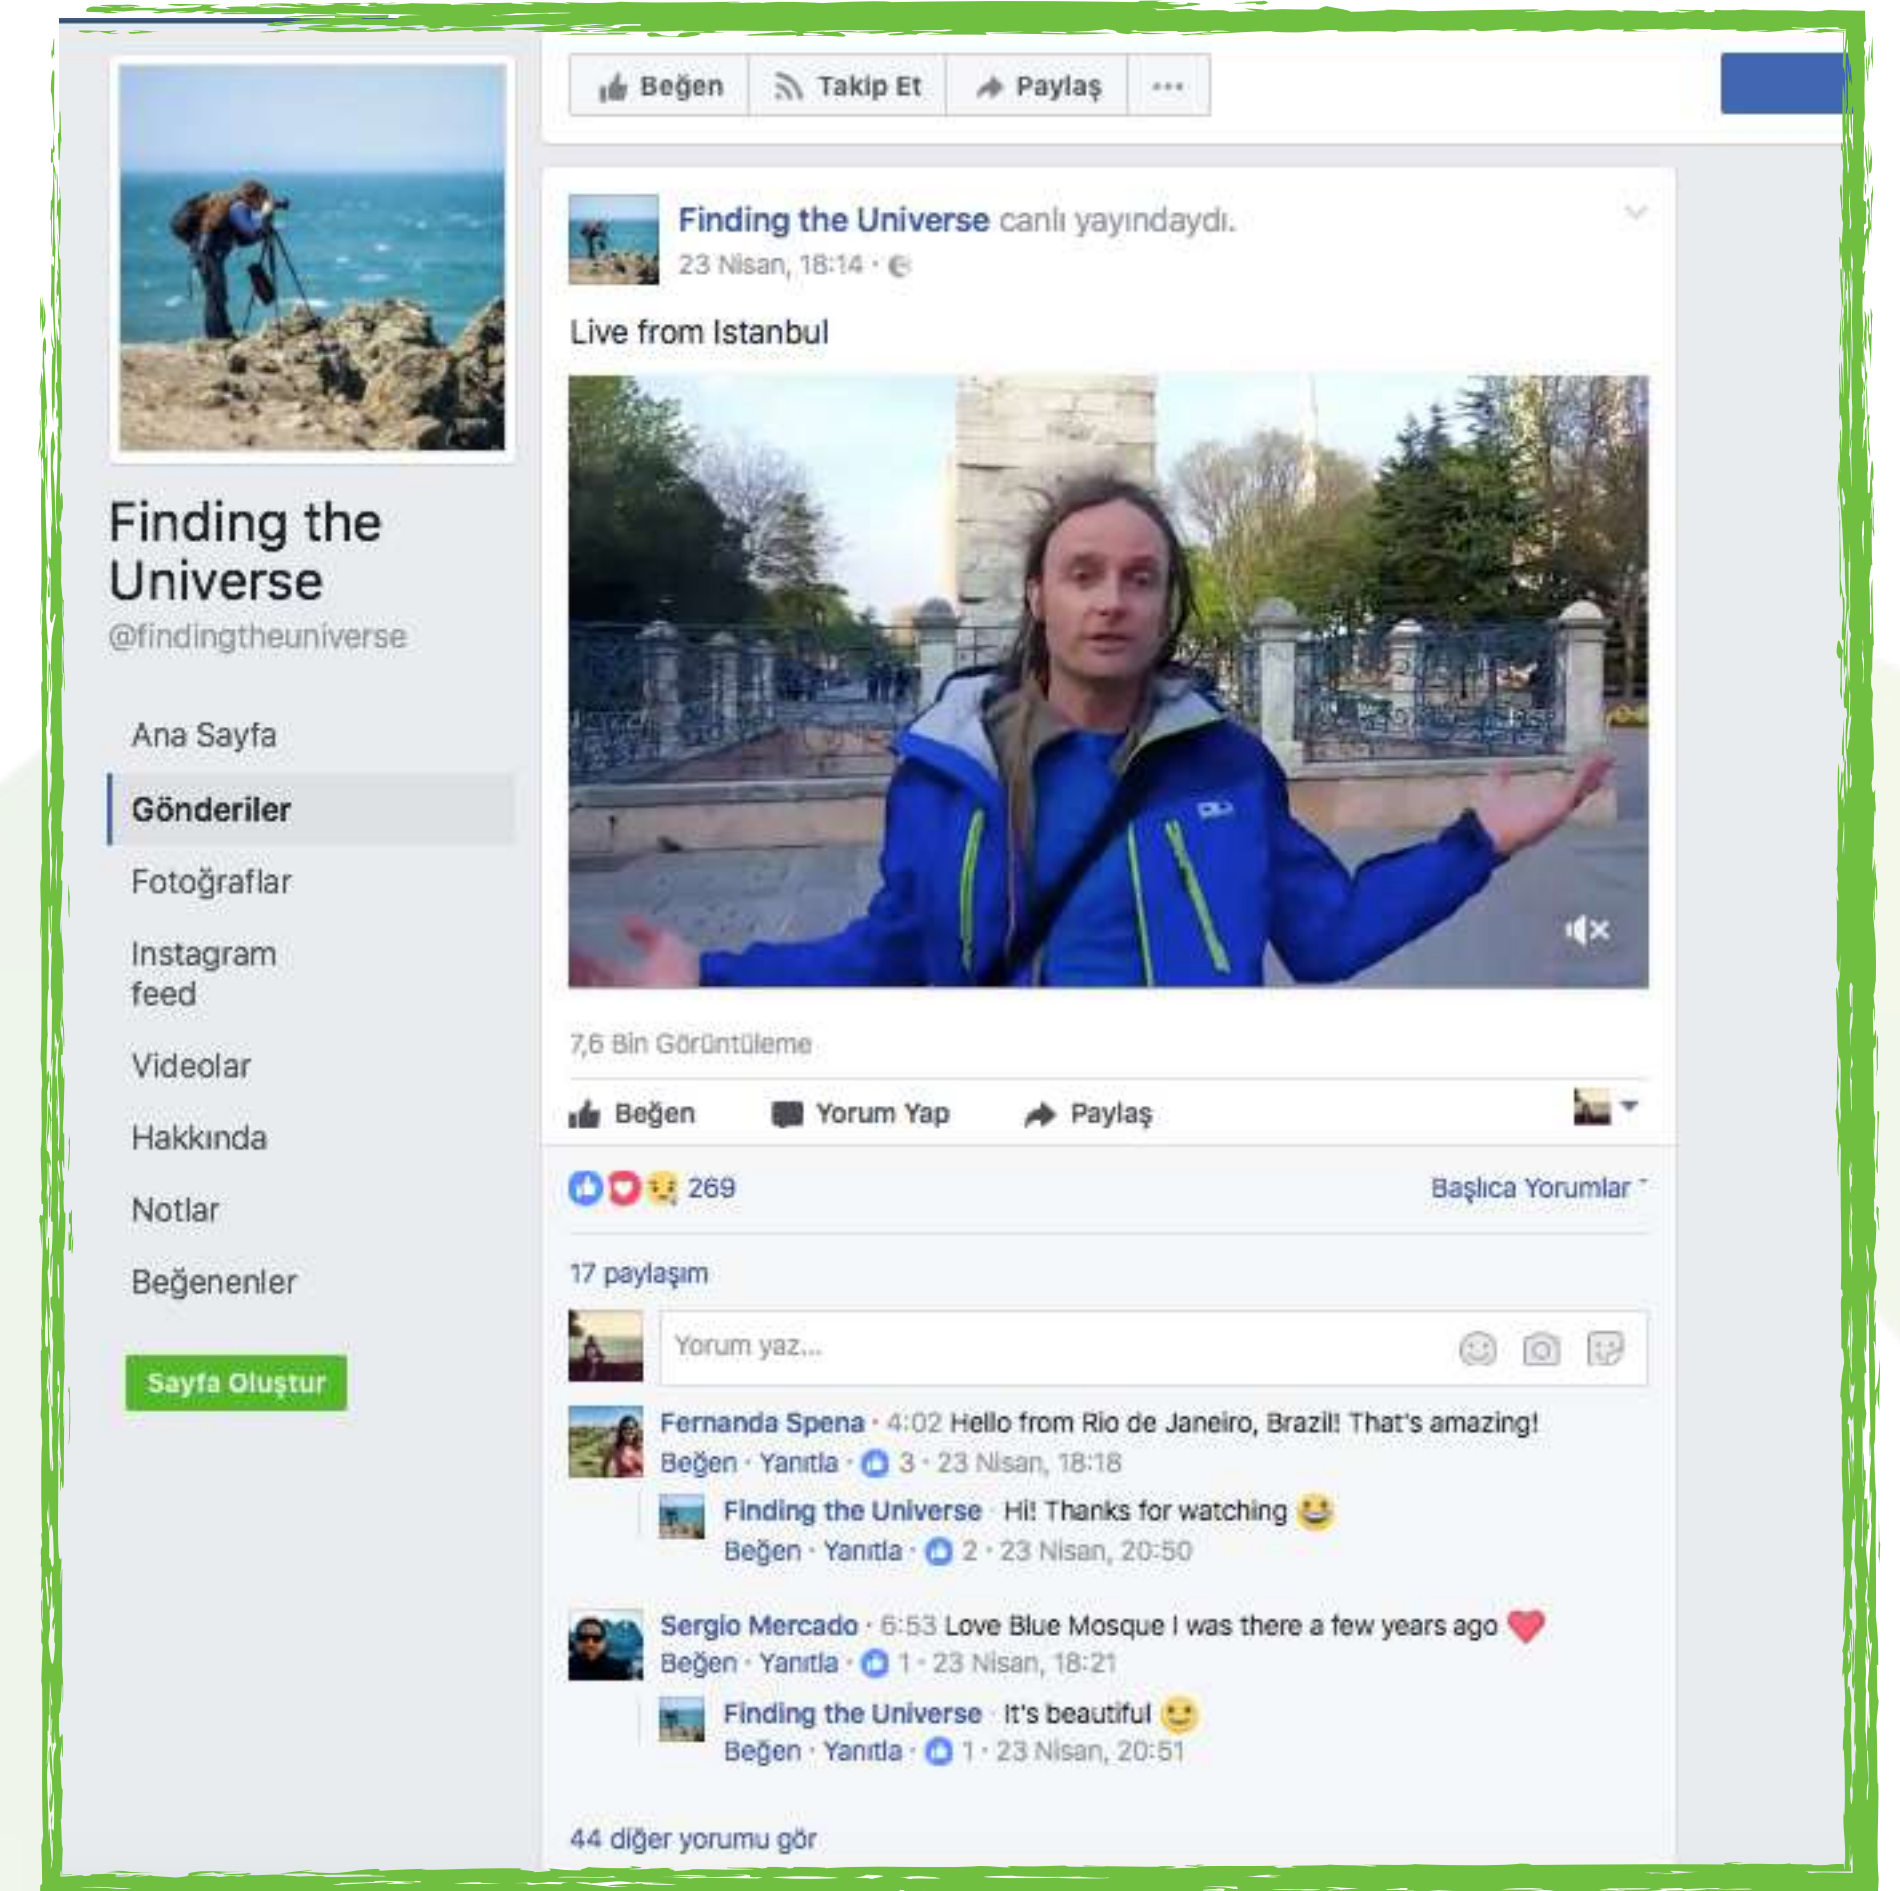 Beğen
Takip Et
Paylaş
Finding the Universe canlı yayındaydı.
23 Nisan, 18:14 ·
Live from Istanbul
Finding the
Universe
@findingtheuniverse
Ana Sayfa
Gönderiler
Fotoğraflar
Instagram
feed
Videolar
Hakkında
Notlar
Beğenenler
Sayfa Oluştur
7,6 Bin Görüntüleme
Beğen
Yorum Yap
Paylaş
269
Başlıca Yorumlar
17 paylaşım
Yorum yaz...
Fernanda Spena · 4:02 Hello from Rio de Janeiro, Brazil! That's amazing!
Beğen · Yanıtla · 3 · 23 Nisan, 18:18
Finding the Universe · Hi! Thanks for watching 😀
Beğen · Yanıtla · 2 · 23 Nisan, 20:50
Sergio Mercado · 6:53 Love Blue Mosque I was there a few years ago ❤
Beğen · Yanıtla · 1 · 23 Nisan, 18:21
Finding the Universe · It's beautiful 🙂
Beğen · Yanıtla · 1 · 23 Nisan, 20:51
44 diğer yorumu gör